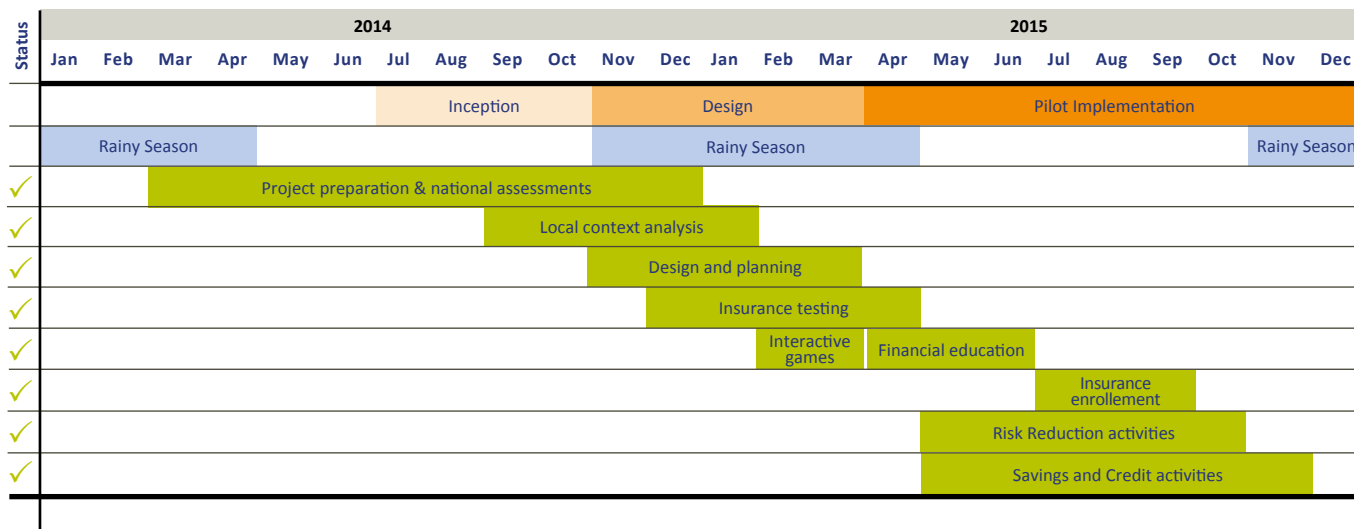 Status
2014 2015
Jan Feb Mar Apr May Jun Jul Aug Sep Oct Nov Dec Jan Feb Mar Apr May Jun Jul Aug Sep Oct Nov Dec
Inception Design Pilot Implementation
Rainy Season Rainy Season Rainy Season
Project preparation & national assessments
Local context analysis
Design and planning
Insurance testing
Interactive
games
Financial education
Insurance
enrollement
Risk Reduction activities
Savings and Credit activities